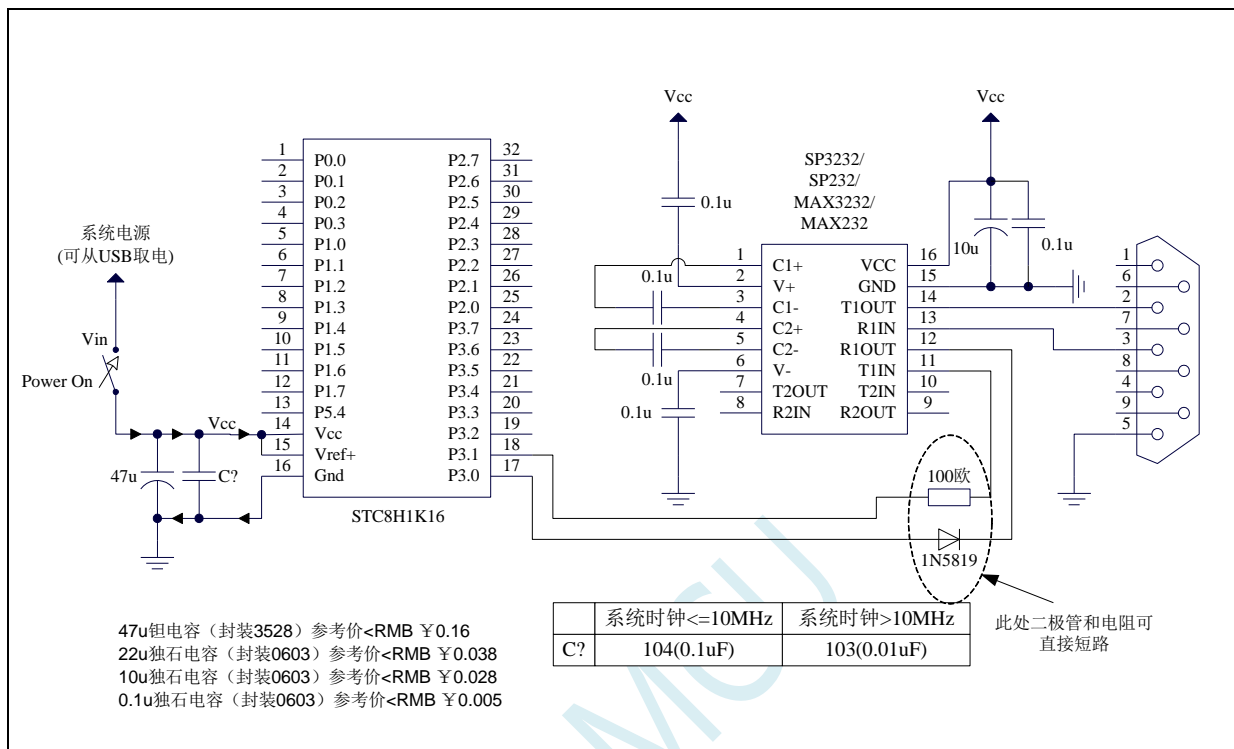 系统电源
(可从USB取电)
Vin
Power On
Vcc
47u
C?
1 P0.0 P2.7 32
2 P0.1 P2.6 31
3 P0.2 P2.5 30
4 P0.3 P2.4 29
5 P1.0 P2.3 28
6 P1.1 P2.2 27
7 P1.2 P2.1 26
8 P1.3 P2.0 25
9 P1.4 P3.7 24
10 P1.5 P3.6 23
11 P1.6 P3.5 22
12 P1.7 P3.4 21
13 P5.4 P3.3 20
14 Vcc P3.2 19
15 Vref+ P3.1 18
16 Gnd P3.0 17
STC8H1K16
Vcc
0.1u
0.1u
0.1u
0.1u
SP3232/
SP232/
MAX3232/
MAX232
1 C1+ VCC 16
2 V+ GND 15
3 C1- T1OUT 14
4 C2+ R1IN 13
5 C2- R1OUT 12
6 V- T1IN 11
7 T2OUT T2IN 10
8 R2IN R2OUT 9
Vcc
10u
0.1u
1
6
2
7
3
8
4
9
5
100欧
1N5819
此处二极管和电阻可
直接短路
系统时钟<=10MHz 系统时钟>10MHz
C? 104(0.1uF) 103(0.01uF)
47u钽电容（封装3528）参考价<RMB ￥0.16
22u独石电容（封装0603）参考价<RMB ￥0.038
10u独石电容（封装0603）参考价<RMB ￥0.028
0.1u独石电容（封装0603）参考价<RMB ￥0.005
MCU